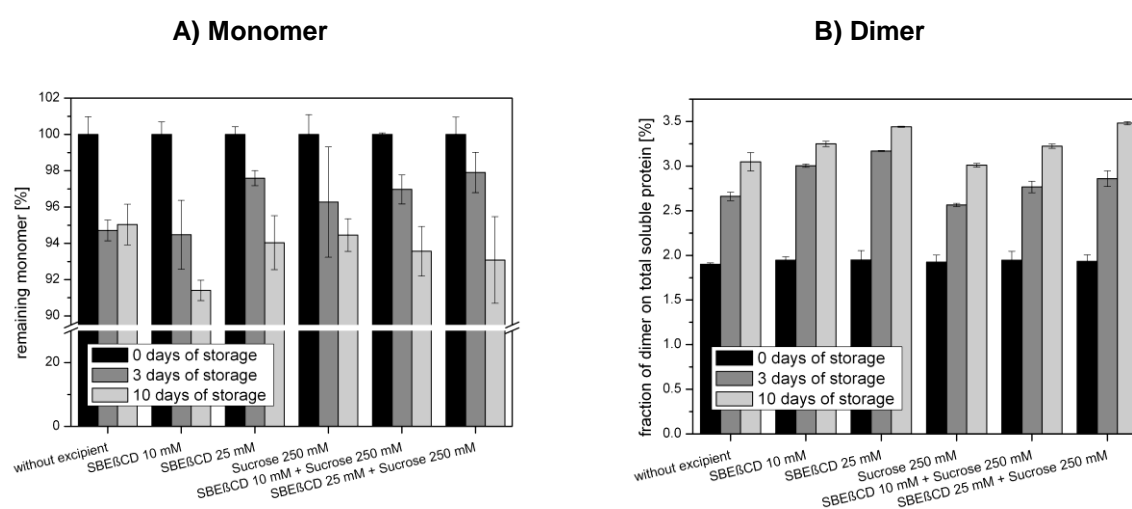 A) Monomer
remaining monomer [%]
102
100
98
96
94
92
90
20
0
0 days of storage
3 days of storage
10 days of storage
without excipient
SBEßCD 10 mM
SBEßCD 25 mM
Sucrose 250 mM
SBEßCD 10 mM + Sucrose 250 mM
SBEßCD 25 mM + Sucrose 250 mM
B) Dimer
fraction of dimer on total soluble protein [%]
3.5
3.0
2.5
2.0
1.5
1.0
0.5
0.0
0 days of storage
3 days of storage
10 days of storage
without excipient
SBEßCD 10 mM
SBEßCD 25 mM
Sucrose 250 mM
SBEßCD 10 mM + Sucrose 250 mM
SBEßCD 25 mM + Sucrose 250 mM